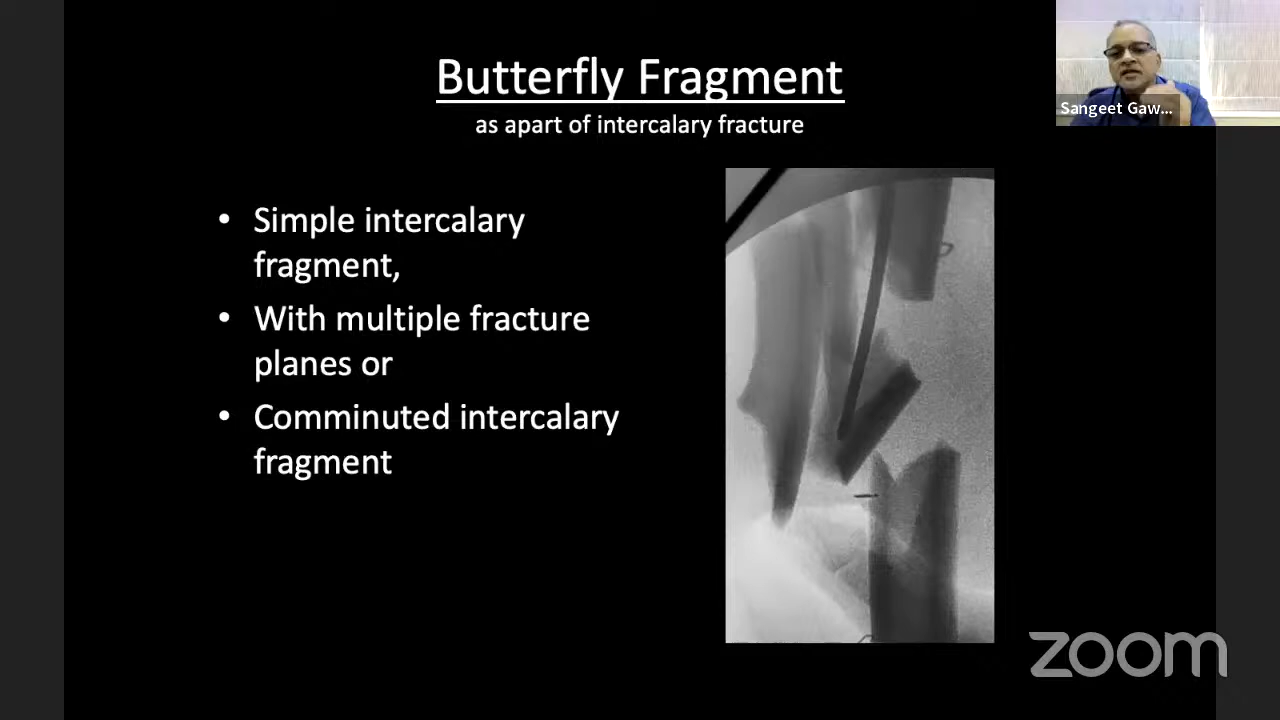 Butterfly Fragment
as apart of intercalary fracture
Sangeet Gaw...
• Simple intercalary
fragment,
• With multiple fracture
planes or
• Comminuted intercalary
fragment
zoom